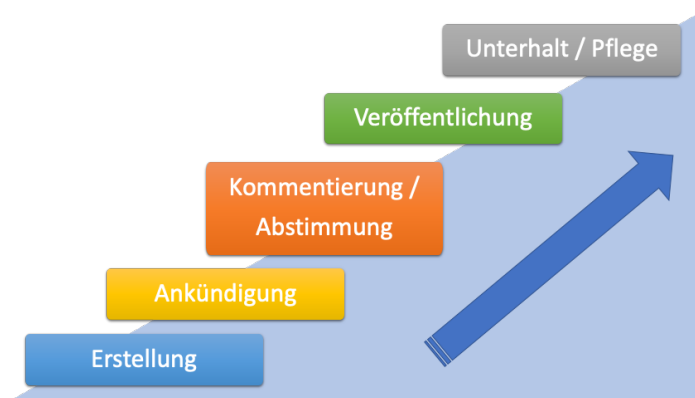 Unterhalt / Pflege
Veröffentlichung
Kommentierung /
Abstimmung
Ankündigung
Erstellung